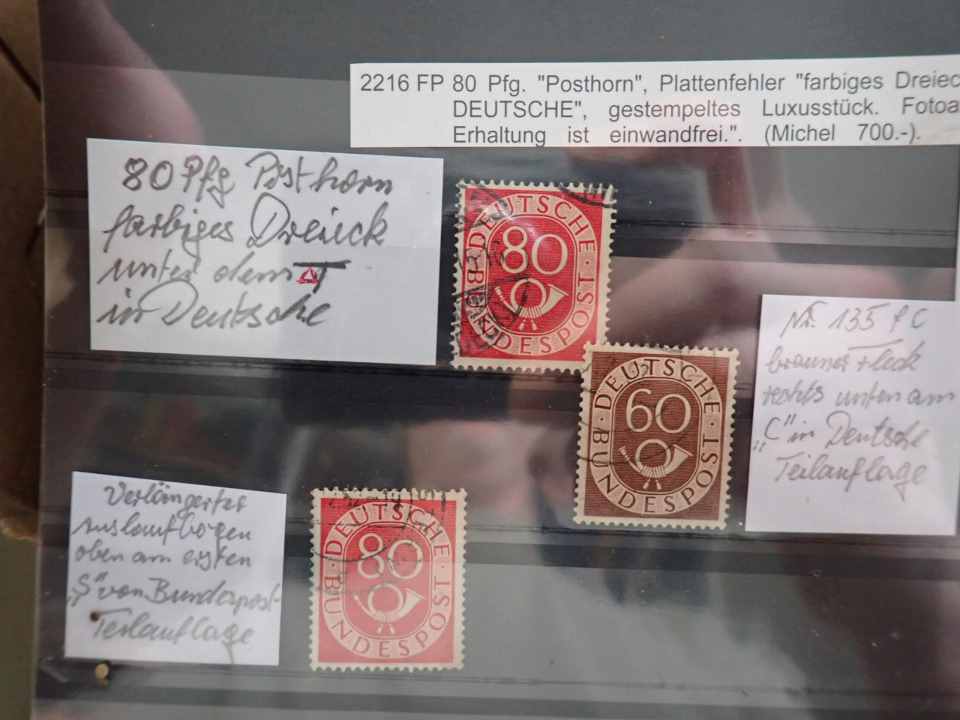 2216 FP 80 Pfg. "Posthorn", Plattenfehler "farbiges Dreiec
DEUTSCHE", gestempeltes Luxusstück. Fotoa
Erhaltung ist einwandfrei.". (Michel 700.-).
80 Pfg Posthorn
farbiges Dreieck
unter dem T
in Deutsche
DEUTSCHE
80
BUNDESPOST
Nr. 135 PC
brauner Fleck
rechts unten am
"C" in Deutsche
Teilauflage
DEUTSCHE
60
BUNDESPOST
Verlängerter
Auslaufbogen
oben am ersten
"S" von Bundespost-
Teilauflage
DEUTSCHE
80
BUNDESPOST